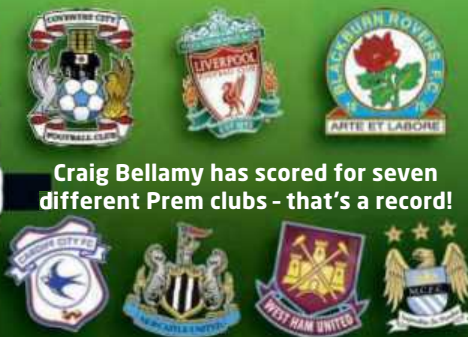 COVENTRY CITY
FOOTBALL CLUB
LIVERPOOL
BLACKBURN ROVERS F.C.
ARTE ET LABORE
Craig Bellamy has scored for seven
different Prem clubs – that's a record!
CARDIFF CITY FC
NEWCASTLE UNITED
WEST HAM UNITED
M.C.F.C.